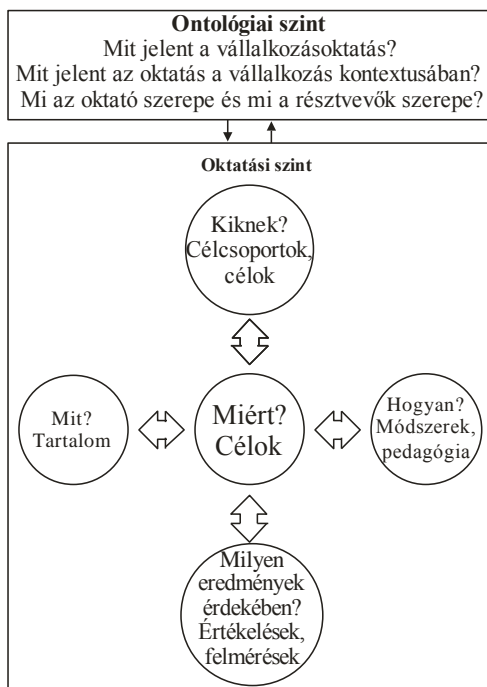 Ontológiai szint
Mit jelent a vállalkozásoktatás?
Mit jelent az oktatás a vállalkozás kontextusában?
Mi az oktató szerepe és mi a résztvevők szerepe?
Oktatási szint
Kiknek?
Célcsoportok,
célok
Mit?
Tartalom
Miért?
Célok
Hogyan?
Módszerek,
pedagógia
Milyen
eredmények
érdekében?
Értékelések,
felmérések